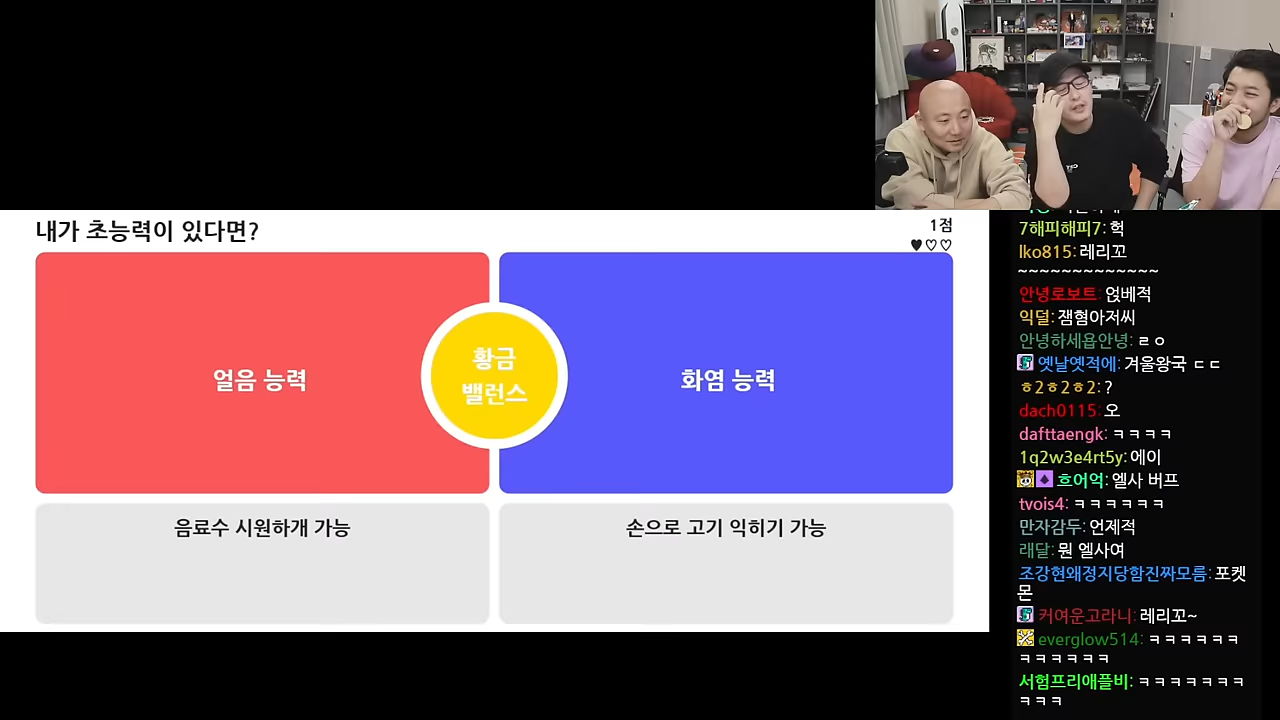 내가 초능력이 있다면?
1점
♥♡♡
얼음 능력
황금
밸런스
화염 능력
음료수 시원하게 가능
손으로 고기 익히기 가능
7해피해피7: 헉
lko815: 레리꼬
~~~~~~~~~~~~~
안녕로보트: 얹베적
익덜: 잼혐아저씨
안녕하세욥안녕: ㄹㅇ
옛날옛적에: 겨울왕국 ㄷㄷ
ㅎ2ㅎ2ㅎ2: ?
dach0115: 오
dafttaengk: ㅋㅋㅋㅋ
1q2w3e4rt5y: 에이
흐어억: 엘사 버프
tvois4: ㅋㅋㅋㅋㅋㅋ
만자감두: 언제적
래달: 뭔 엘사여
조강현왜정지당함진짜모름: 포켓
몬
커여운고라니: 레리꼬~
everglow514: ㅋㅋㅋㅋㅋㅋ
ㅋㅋㅋㅋㅋㅋ
서험프리애플비: ㅋㅋㅋㅋㅋㅋㅋ
ㅋㅋㅋ